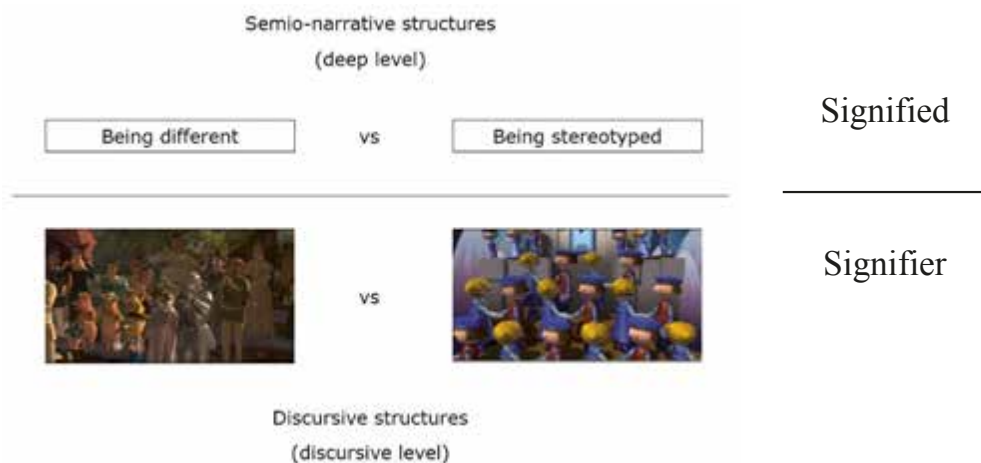 Semio-narrative structures
(deep level)
Being different vs Being stereotyped
Signified
Signifier
vs
Discursive structures
(discursive level)